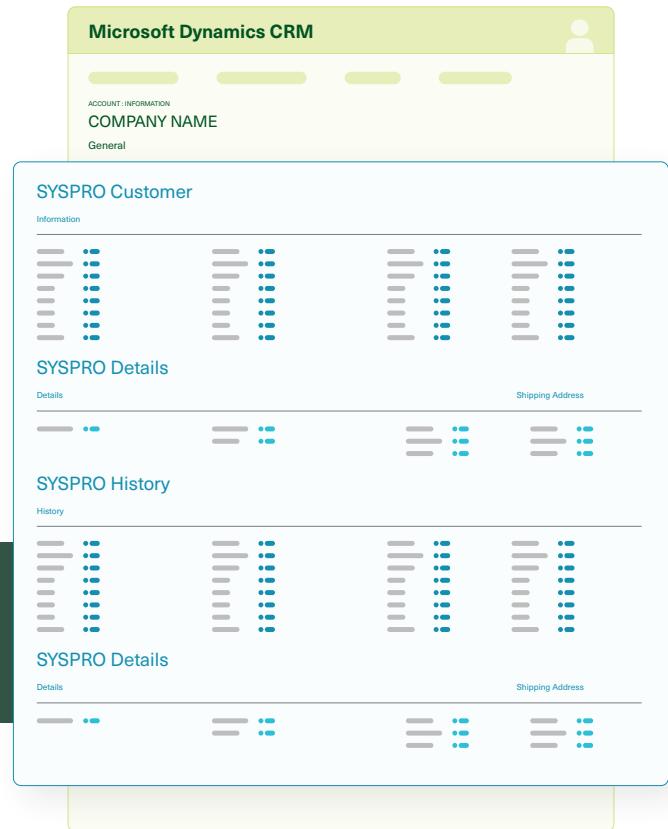 Microsoft Dynamics CRM
ACCOUNT : INFORMATION
COMPANY NAME
General
SYSPRO Customer
Information
SYSPRO Details
Details Shipping Address
SYSPRO History
History
SYSPRO Details
Details Shipping Address